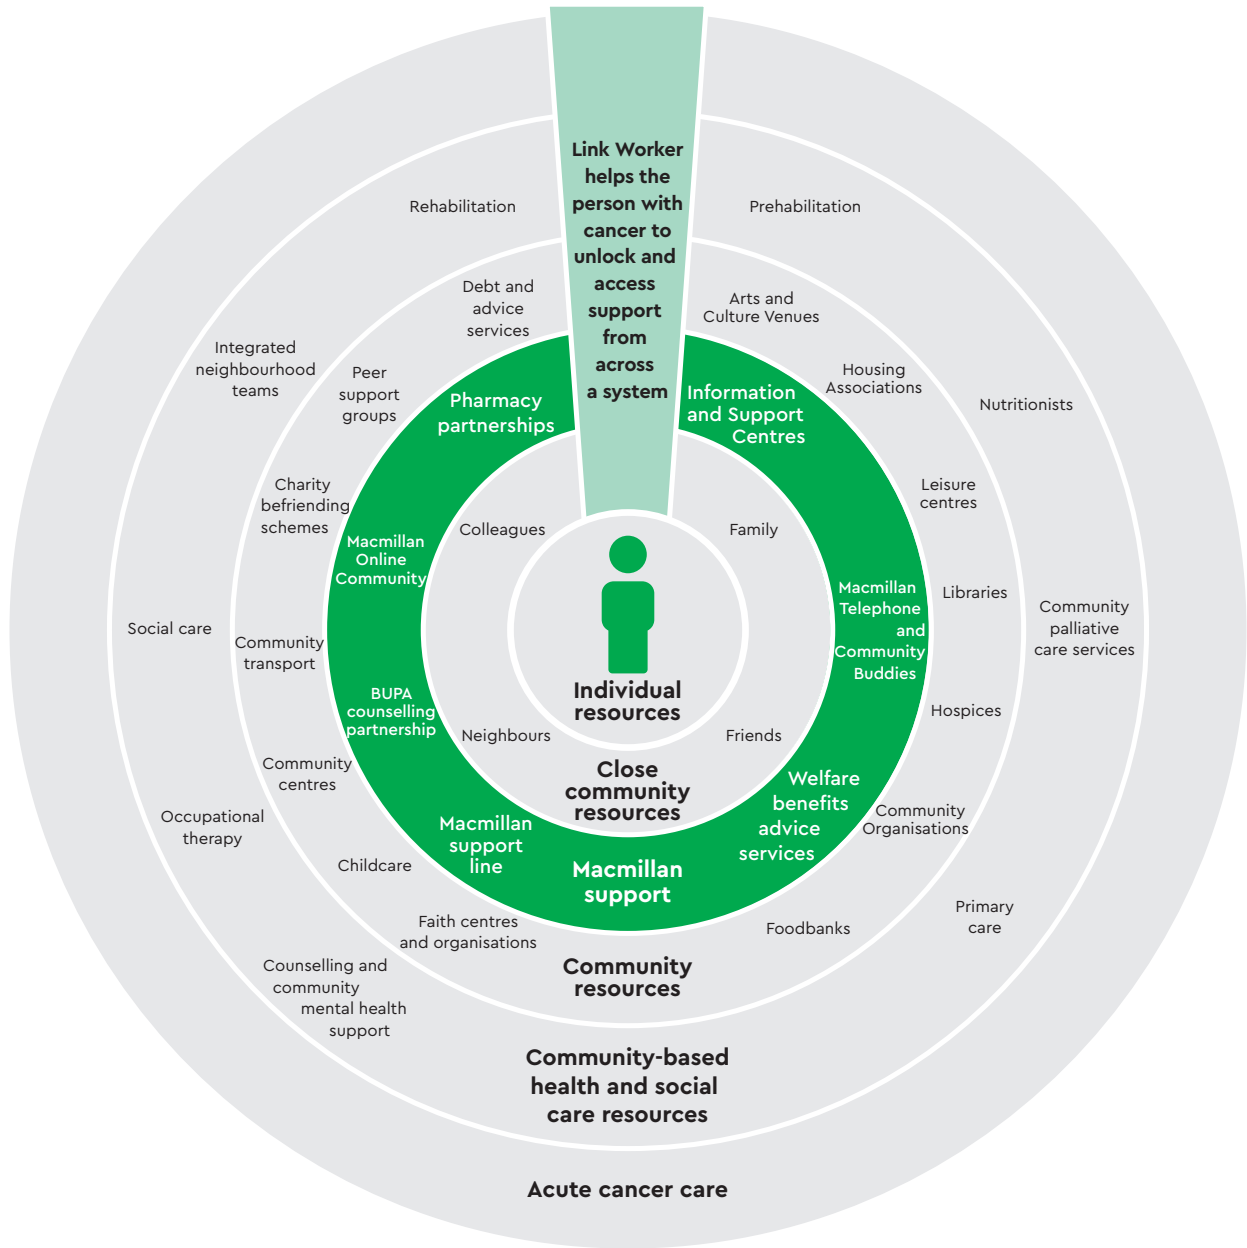 Link Worker
helps the
person with
cancer to
unlock and
access
support
from
across
a system
Rehabilitation
Prehabilitation
Debt and
advice
services
Arts and
Culture Venues
Integrated
neighbourhood
teams
Peer
support
groups
Housing
Associations
Nutritionists
Pharmacy
partnerships
Information
and Support
Centres
Charity
befriending
schemes
Leisure
centres
Macmillan
Online
Community
Colleagues
Family
Macmillan
Telephone
and
Community
Buddies
Libraries
Community
palliative
care services
Social care
Community
transport
Individual
resources
BUPA
counselling
partnership
Neighbours
Friends
Hospices
Close
community
resources
Community
centres
Welfare
benefits
advice
services
Community
Organisations
Occupational
therapy
Macmillan
support
line
Macmillan
support
Childcare
Primary
care
Faith centres
and organisations
Foodbanks
Community
resources
Counselling and
community
mental health
support
Community-based
health and social
care resources
Acute cancer care